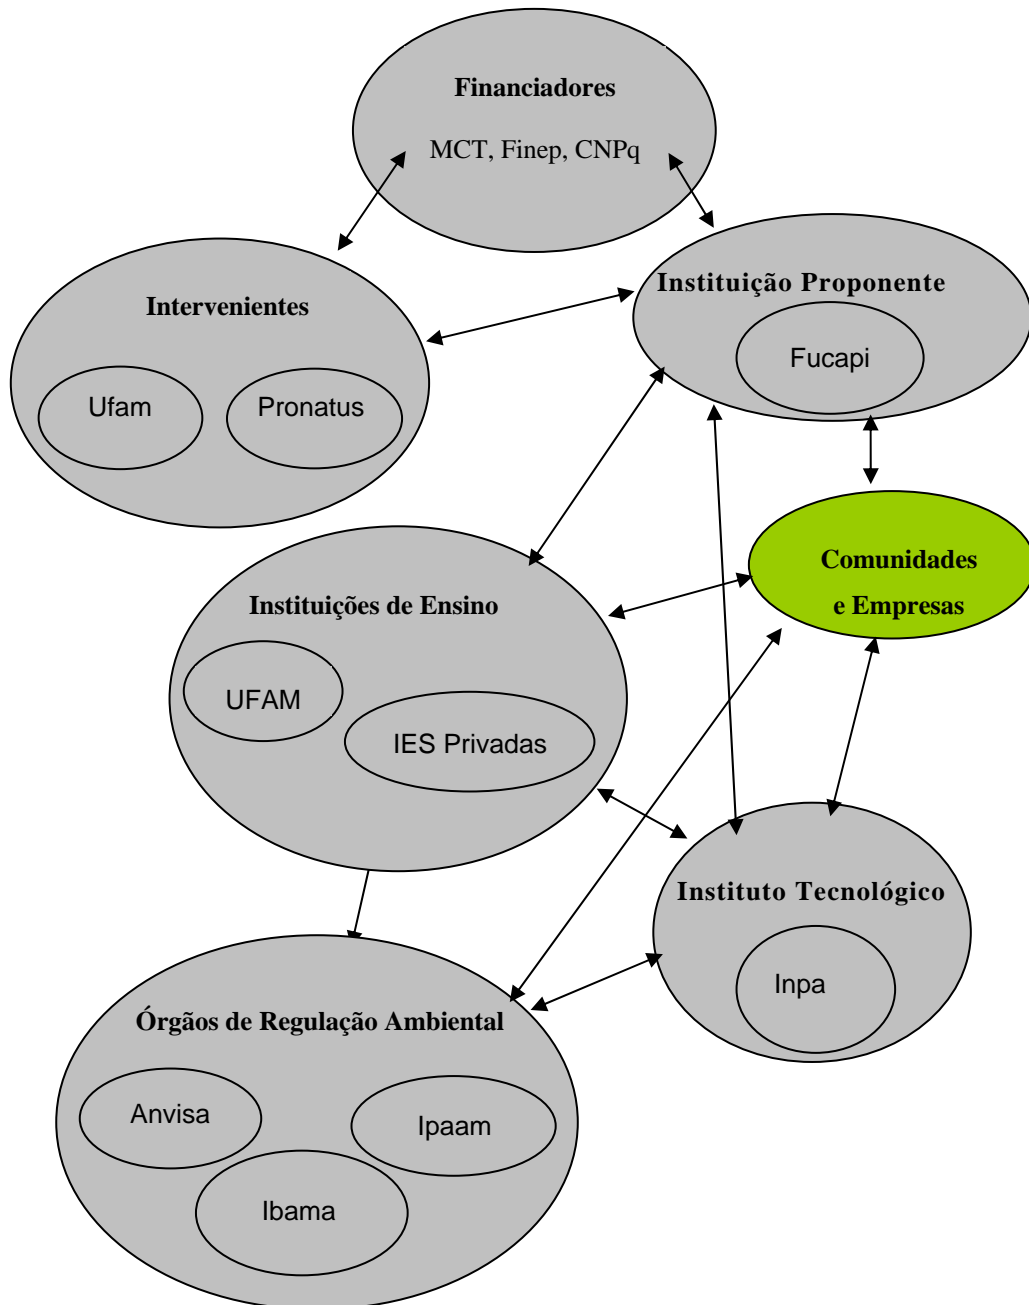 Financiadores
MCT, Finep, CNPq
Instituição Proponente
Fucapi
Intervenientes
Ufam
Pronatus
Comunidades
e Empresas
Instituições de Ensino
UFAM
IES Privadas
Instituto Tecnológico
Inpa
Órgãos de Regulação Ambiental
Anvisa
Ipaam
Ibama